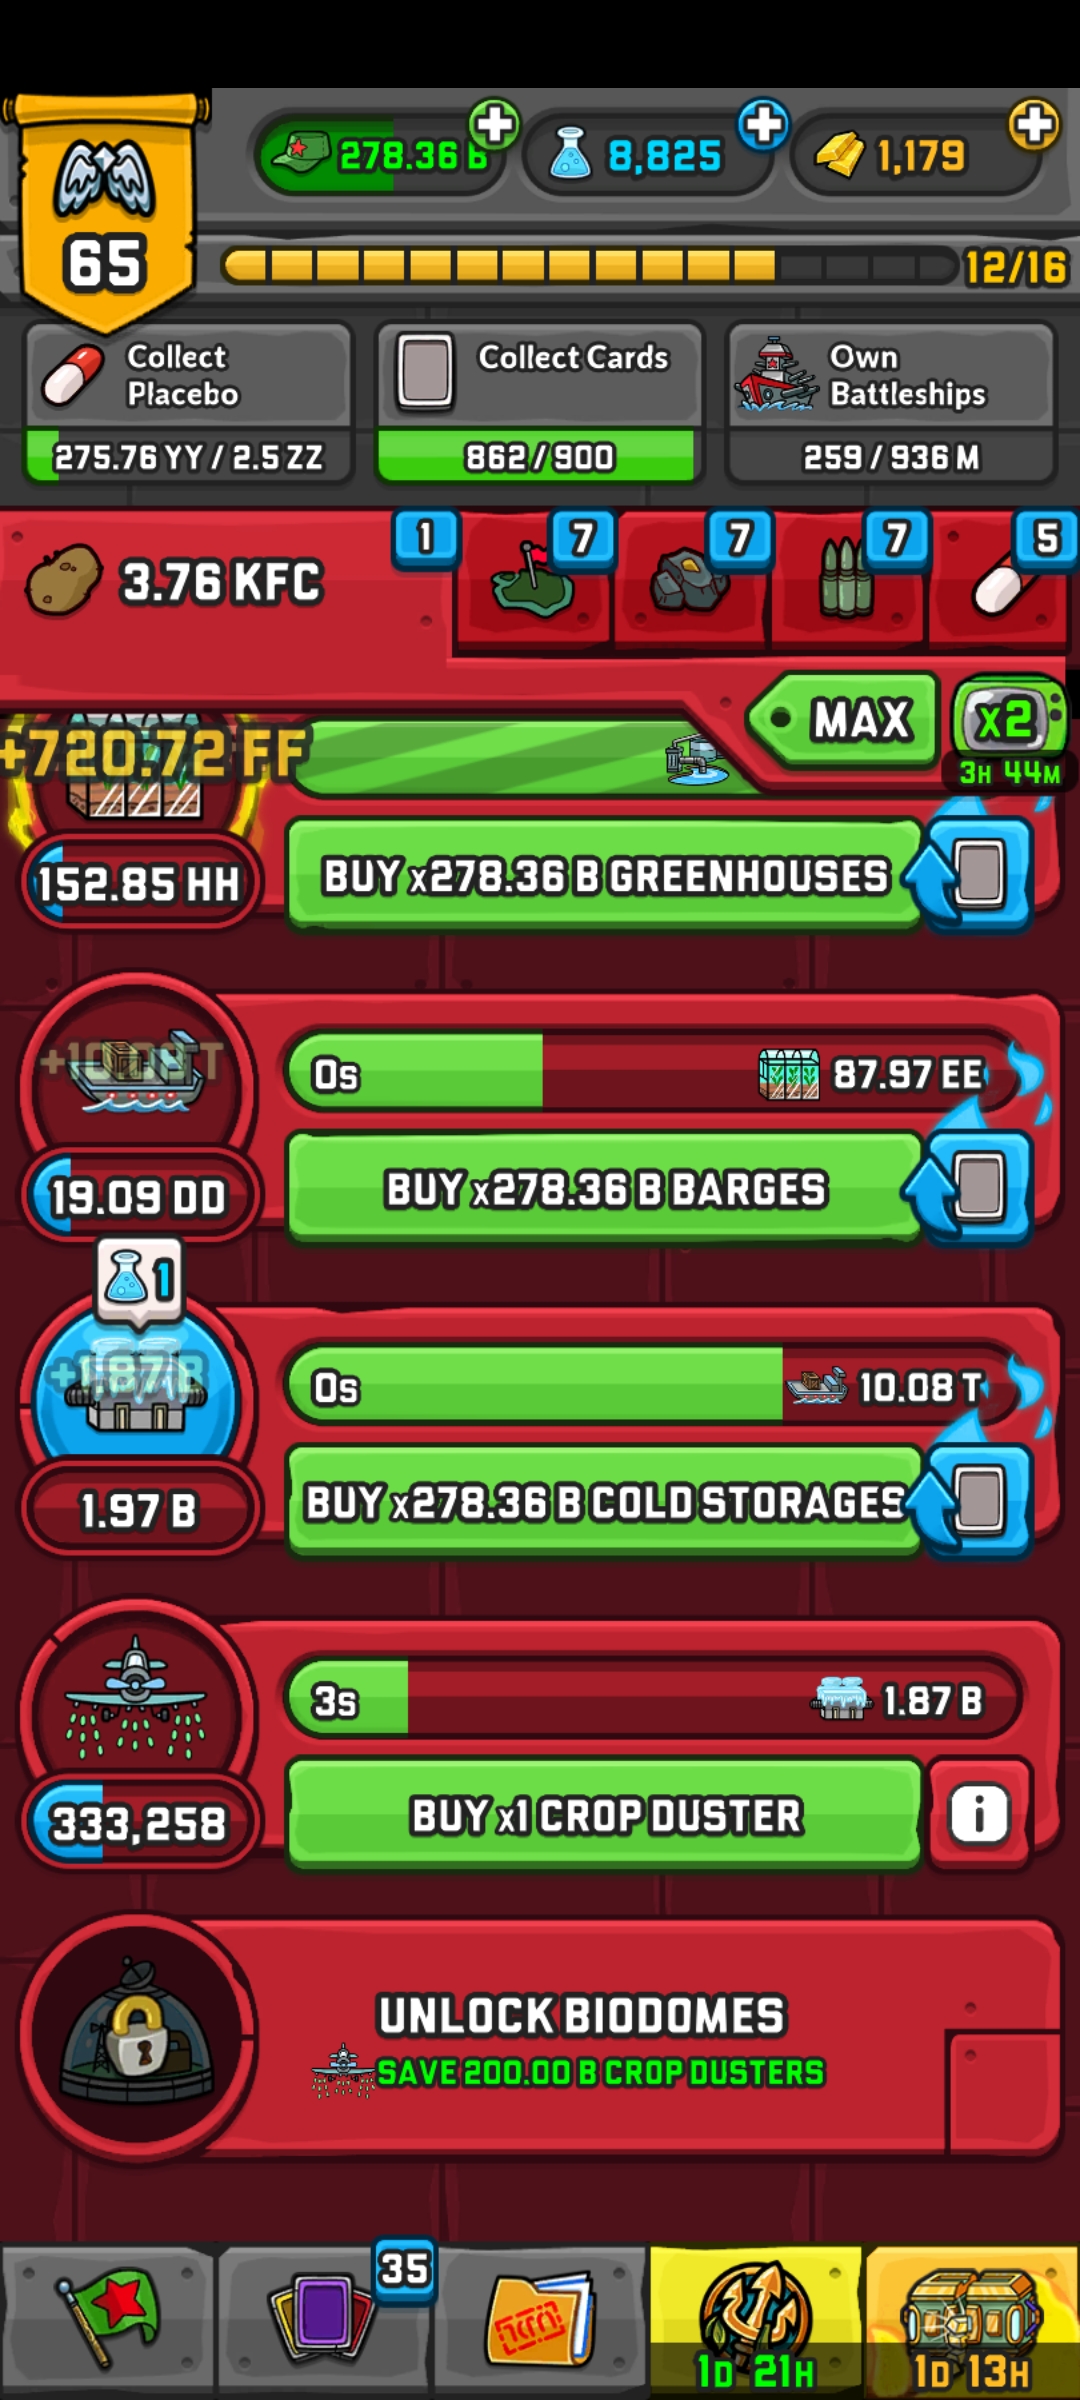 278.36 B
8,825
1,179
65
12/16
Collect
Placebo
275.76 YY / 2.5 ZZ
Collect Cards
862/900
Own
Battleships
259 / 936 M
3.76 KFC
1
7
7
7
5
MAX
x2
3H 44M
+720.72 FF
152.85 HH
BUY x278.36 B GREENHOUSES
0s
87.97 EE
19.09 DD
BUY x278.36 B BARGES
1
+1.87 B
0s
10.08 T
1.97 B
BUY x278.36 B COLD STORAGES
3s
1.87 B
333,258
BUY x1 CROP DUSTER
i
UNLOCK BIODOMES
SAVE 200.00 B CROP DUSTERS
35
1D 21H
1D 13H